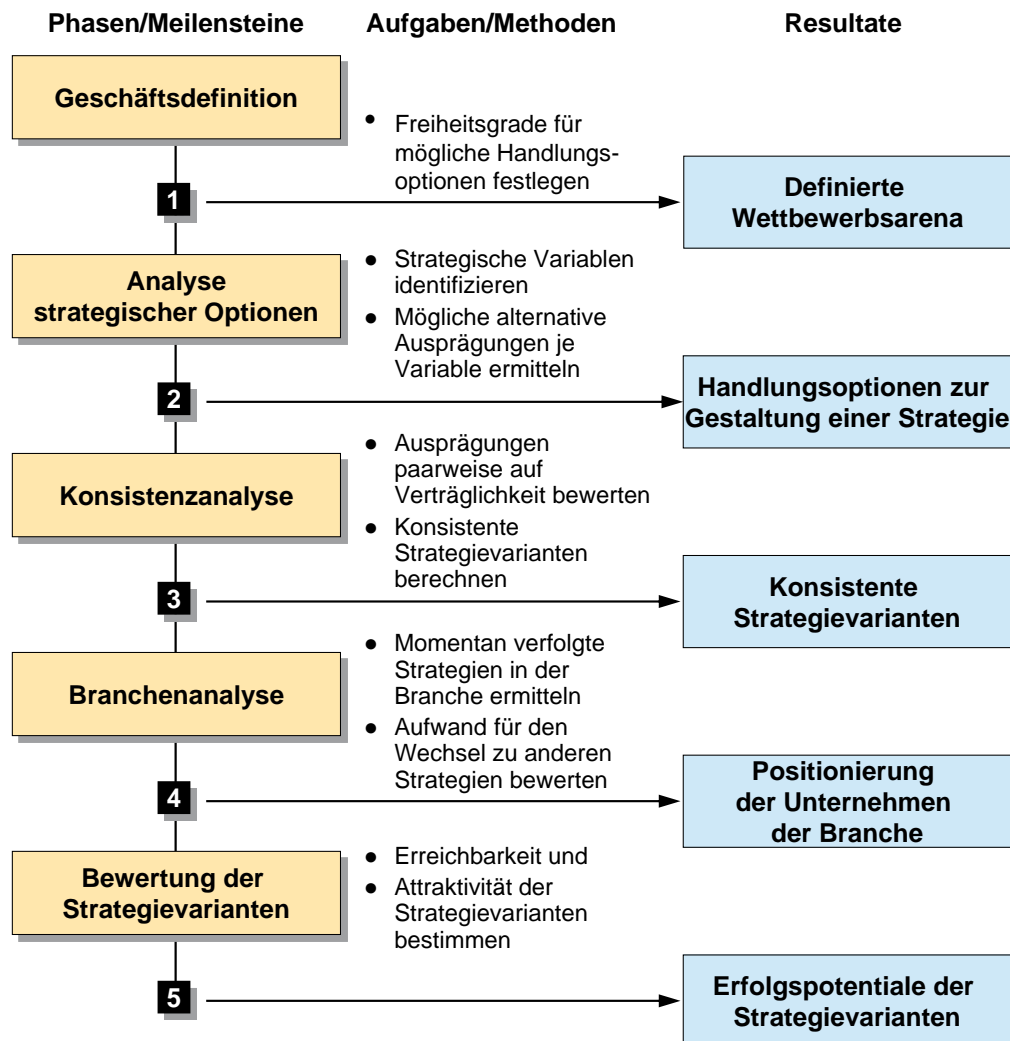 Phasen/Meilensteine Aufgaben/Methoden Resultate
Geschäftsdefinition
• Freiheitsgrade für
mögliche Handlungs-
optionen festlegen
1
Definierte
Wettbewerbsarena
Analyse
strategischer Optionen
● Strategische Variablen
identifizieren
● Mögliche alternative
Ausprägungen je
Variable ermitteln
2
Handlungsoptionen zur
Gestaltung einer Strategie
Konsistenzanalyse
● Ausprägungen
paarweise auf
Verträglichkeit bewerten
● Konsistente
Strategievarianten
berechnen
3
Konsistente
Strategievarianten
Branchenanalyse
● Momentan verfolgte
Strategien in der
Branche ermitteln
● Aufwand für den
Wechsel zu anderen
Strategien bewerten
4
Positionierung
der Unternehmen
der Branche
Bewertung der
Strategievarianten
● Erreichbarkeit und
● Attraktivität der
Strategievarianten
bestimmen
5
Erfolgspotentiale der
Strategievarianten